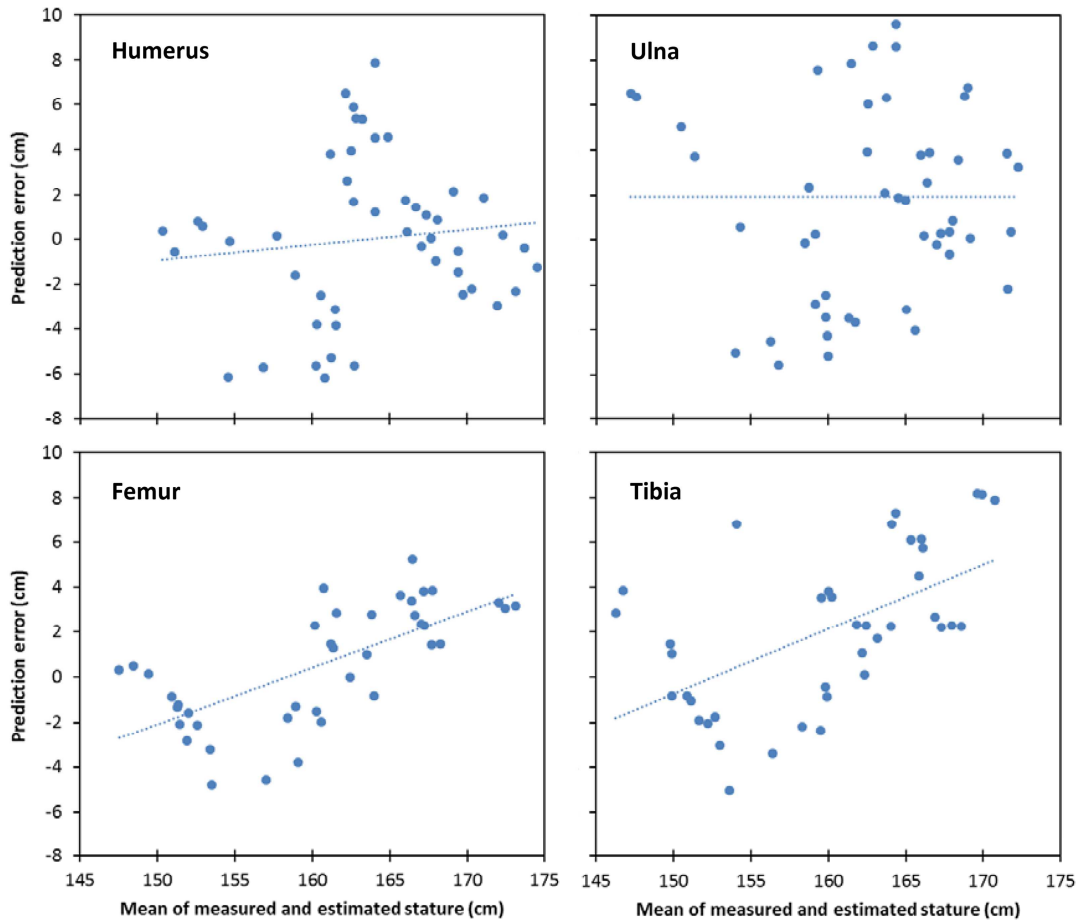 10
8
6
4
2
0
-2
-4
-6
-8
Prediction error (cm)
Humerus
Ulna
10
8
6
4
2
0
-2
-4
-6
-8
Prediction error (cm)
Femur
Tibia
145 150 155 160 165 170 175
145 150 155 160 165 170 175
Mean of measured and estimated stature (cm)
Mean of measured and estimated stature (cm)